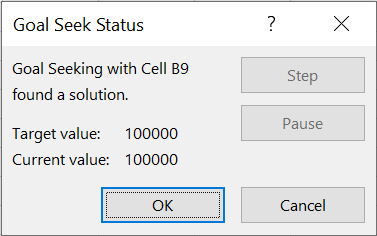 Goal Seek Status
?
Goal Seeking with Cell B9
found a solution.
Step
Pause
Target value: 100000
Current value: 100000
OK
Cancel